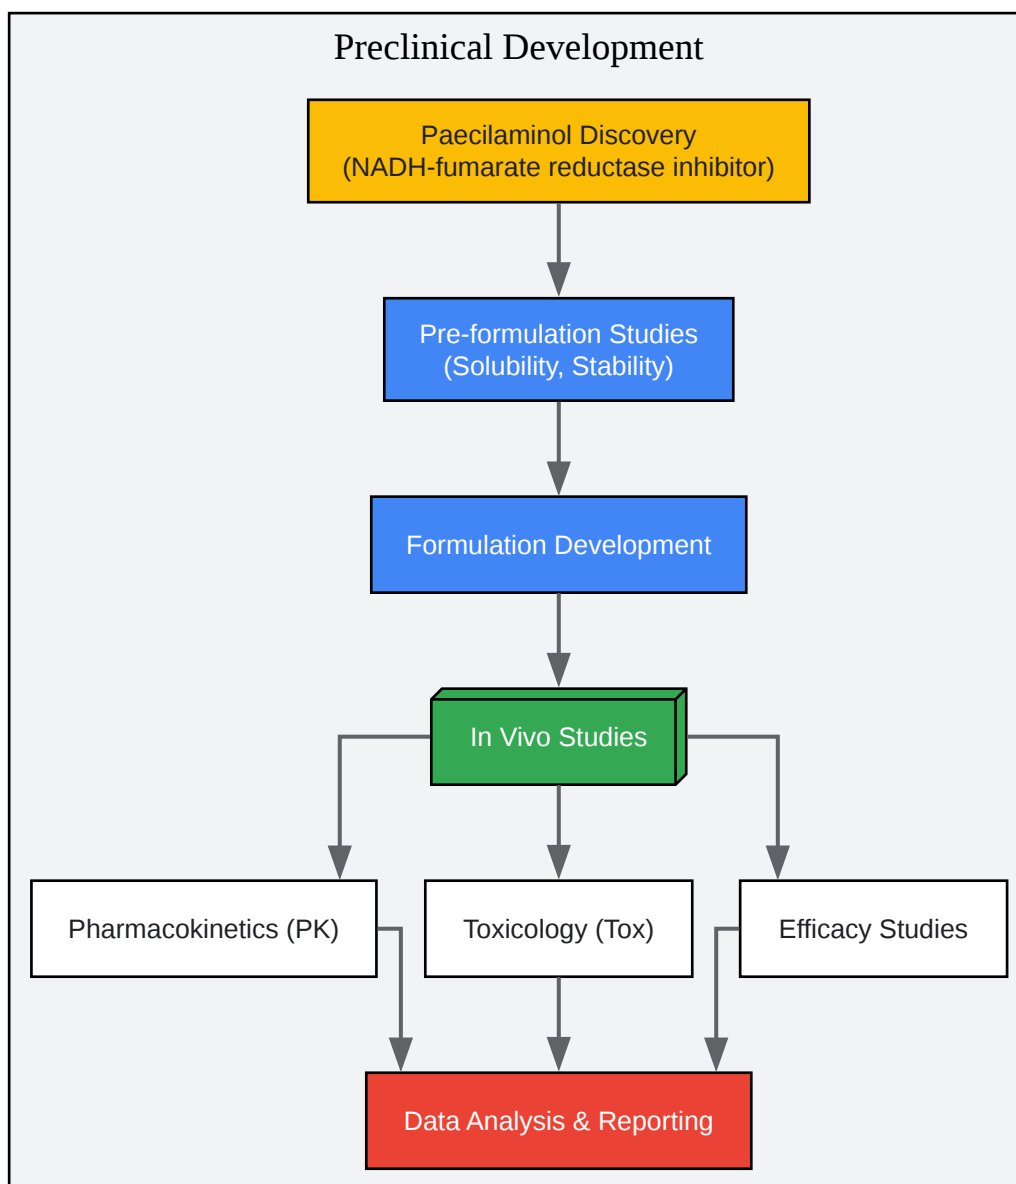 Preclinical Development
Paecilaminol Discovery
(NADH-fumarate reductase inhibitor)
Pre-formulation Studies
(Solubility, Stability)
Formulation Development
In Vivo Studies
Pharmacokinetics (PK)
Toxicology (Tox)
Efficacy Studies
Data Analysis & Reporting